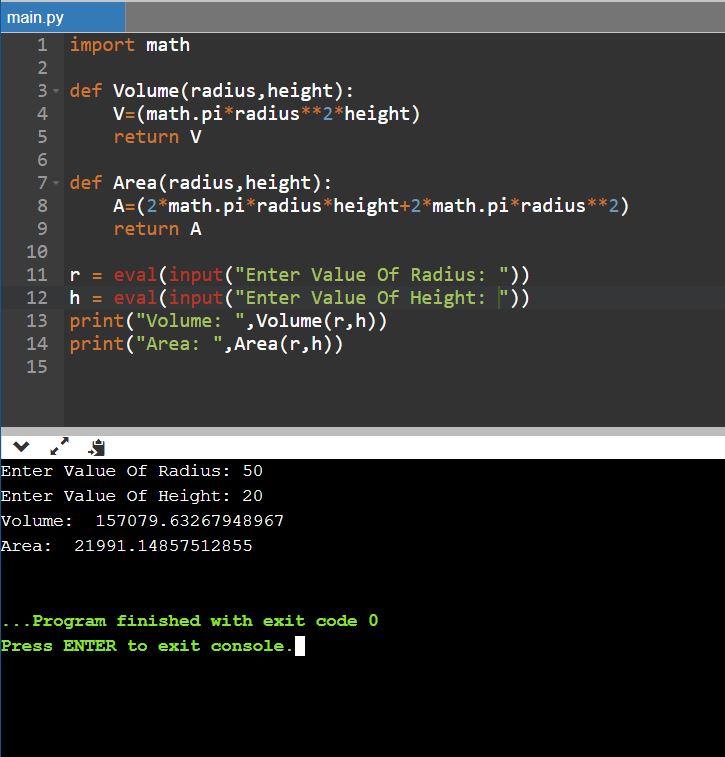 main.py
1 import math
2
3 def Volume(radius,height):
4     V=(math.pi*radius**2*height)
5     return V
6
7 def Area(radius,height):
8     A=(2*math.pi*radius*height+2*math.pi*radius**2)
9     return A
10
11 r = eval(input("Enter Value Of Radius: "))
12 h = eval(input("Enter Value Of Height: "))
13 print("Volume: ",Volume(r,h))
14 print("Area: ",Area(r,h))
15
Enter Value Of Radius: 50
Enter Value Of Height: 20
Volume:  157079.63267948967
Area:  21991.14857512855
...Program finished with exit code 0
Press ENTER to exit console.